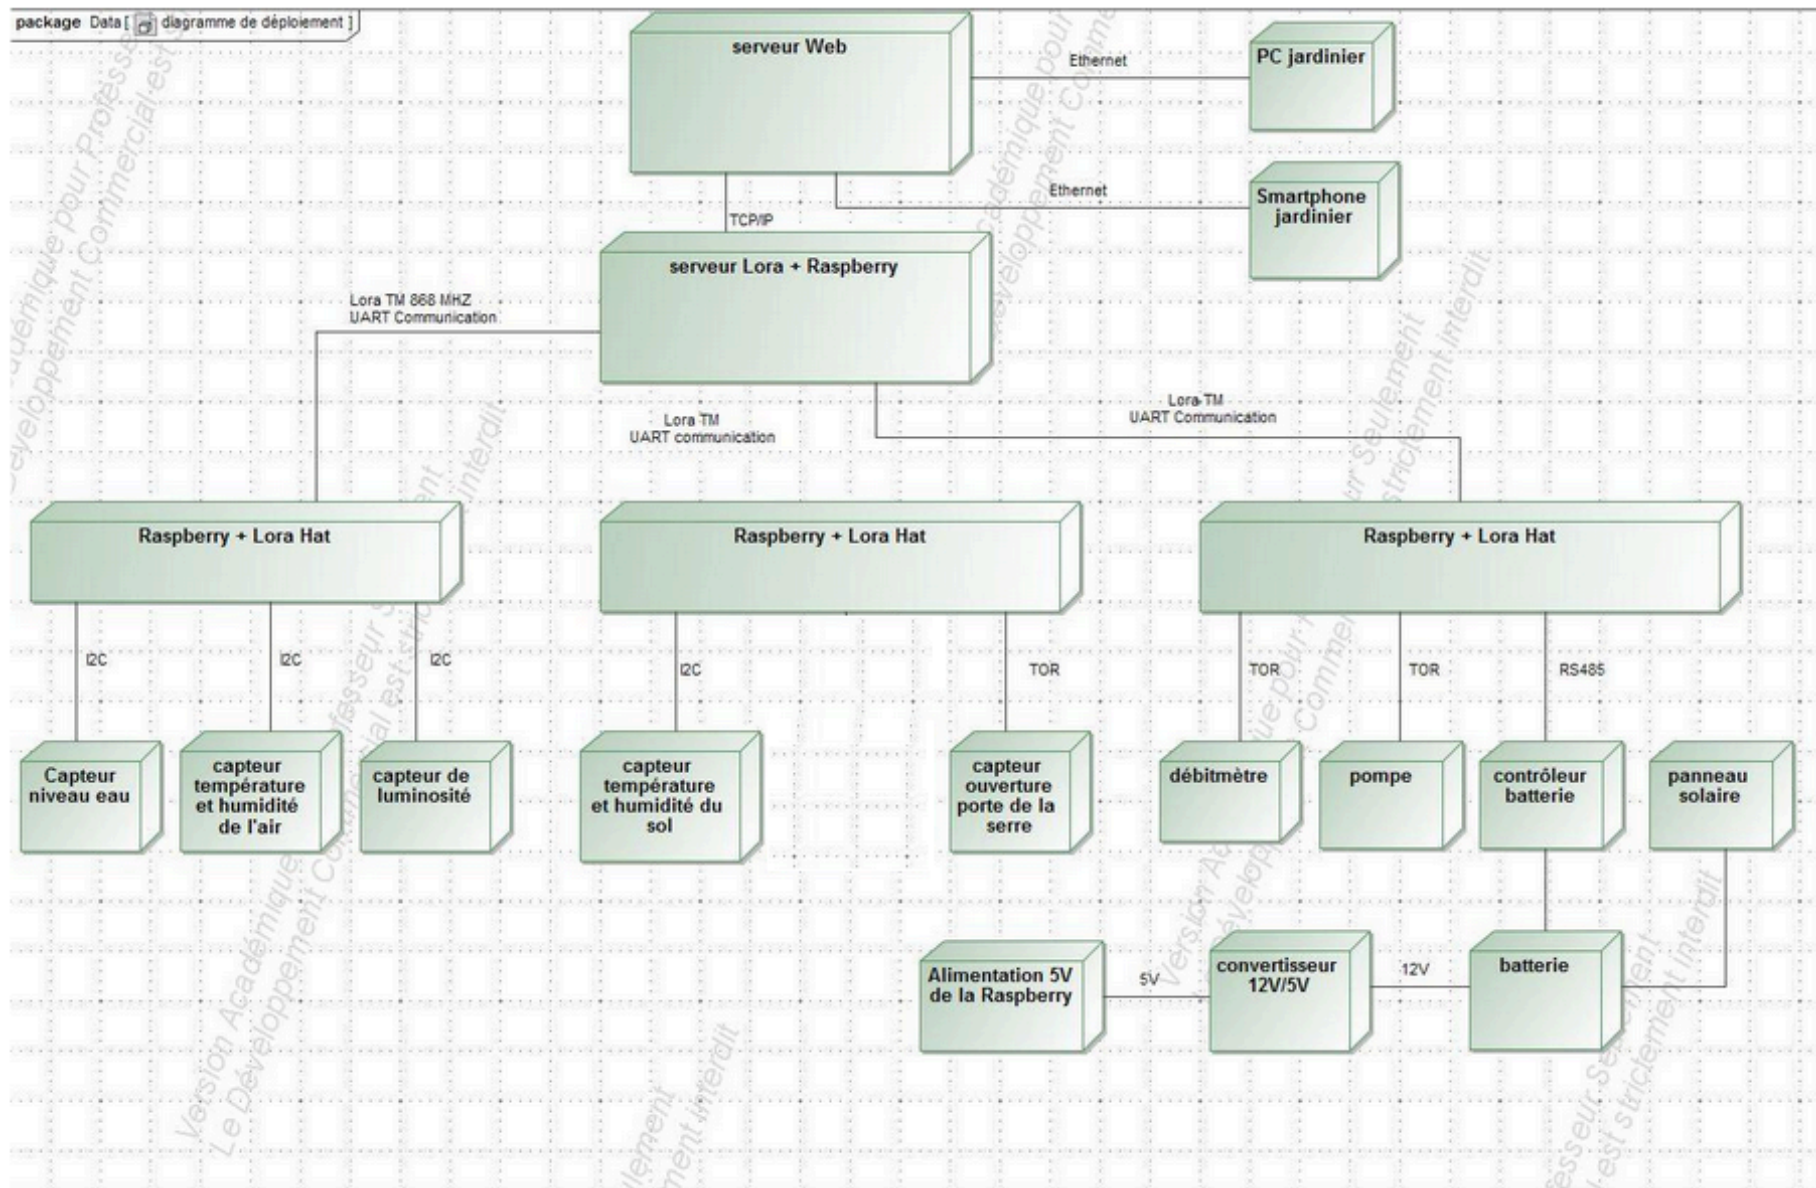 package Data [ diagramme de déploiement ]
serveur Web
Ethernet
PC jardinier
Ethernet
Smartphone
jardinier
TCP/IP
serveur Lora + Raspberry
Lora TM 868 MHZ
UART Communication
Lora TM
UART communication
Lora TM
UART Communication
Raspberry + Lora Hat
Raspberry + Lora Hat
Raspberry + Lora Hat
I2C
I2C
I2C
I2C
TOR
TOR
TOR
RS485
Capteur
niveau eau
capteur
température
et humidité
de l'air
capteur de
luminosité
capteur
température
et humidité du
sol
capteur
ouverture
porte de la
serre
débitmètre
pompe
contrôleur
batterie
panneau
solaire
Alimentation 5V
de la Raspberry
5V
convertisseur
12V/5V
12V
batterie